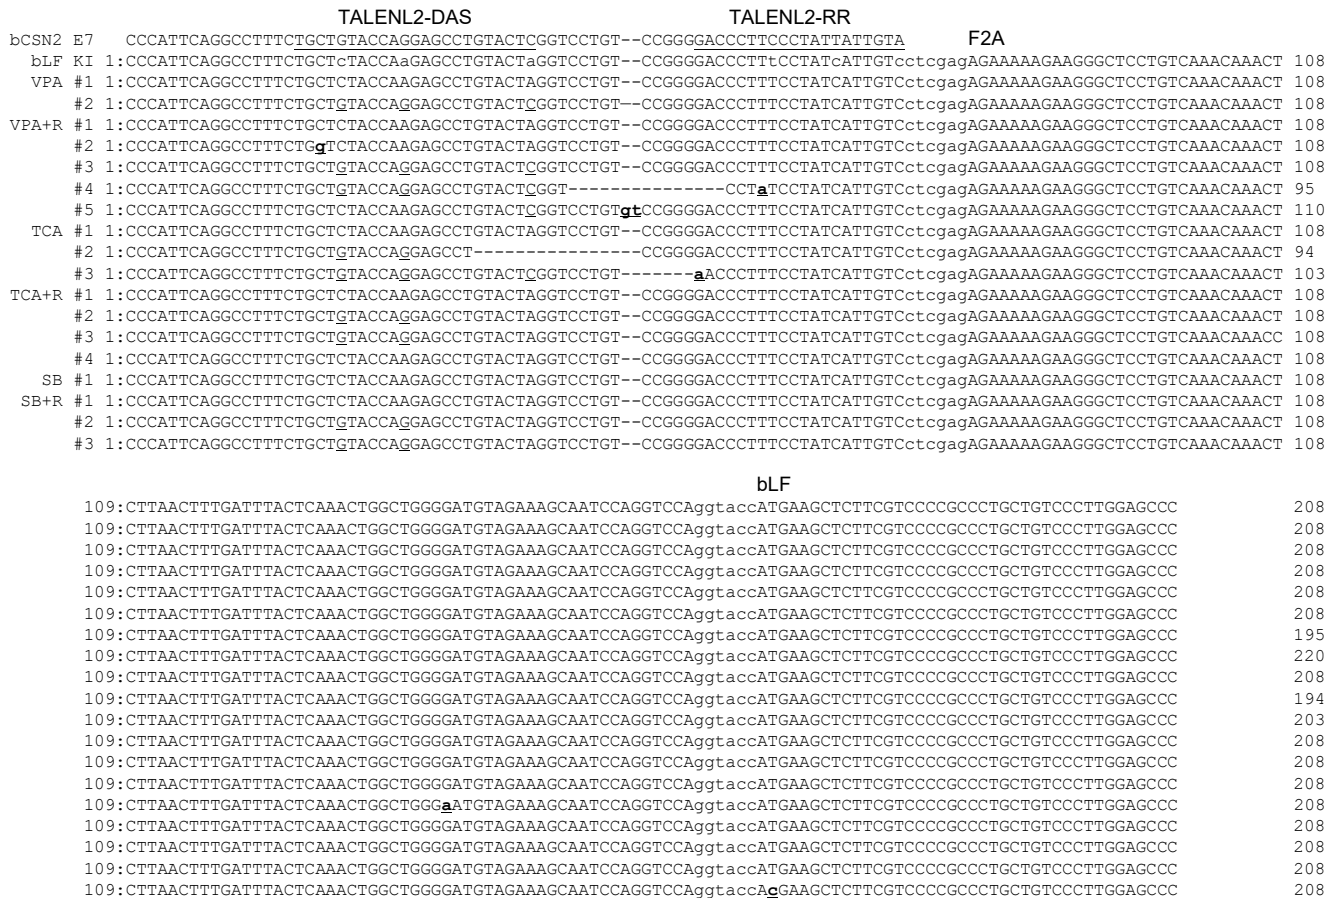 TALENL2-DAS TALENL2-RR
bCSN2 E7 CCCATTCAGGCCTTTCTGCTGTACCAGGAGCCTGTACTCGGTCCTGT--CCGGGGACCCTTCCCTATTATTGTA F2A
bLF KI 1:CCCATTCAGGCCTTTCTGCTcTACCAaGAGCCTGTACTaGGTCCTGT--CCGGGGACCCTTtCCTATcATTGTcctcgagAGAAAAAGAAGGGCTCCTGTCAAACAAACT 108
VPA #1 1:CCCATTCAGGCCTTTCTGCTCTACCAAGAGCCTGTACTAGGTCCTGT--CCGGGGACCCTTTCCTATCATTGTCctcgagAGAAAAAGAAGGGCTCCTGTCAAACAAACT 108
#2 1:CCCATTCAGGCCTTTCTGCTGTACCAGGAGCCTGTACTCGGTCCTGT--CCGGGGACCCTTTCCTATCATTGTCctcgagAGAAAAAGAAGGGCTCCTGTCAAACAAACT 108
VPA+R #1 1:CCCATTCAGGCCTTTCTGCTCTACCAAGAGCCTGTACTAGGTCCTGT--CCGGGGACCCTTTCCTATCATTGTCctcgagAGAAAAAGAAGGGCTCCTGTCAAACAAACT 108
#2 1:CCCATTCAGGCCTTTCTGgTCTACCAAGAGCCTGTACTAGGTCCTGT--CCGGGGACCCTTTCCTATCATTGTCctcgagAGAAAAAGAAGGGCTCCTGTCAAACAAACT 108
#3 1:CCCATTCAGGCCTTTCTGCTGTACCAGGAGCCTGTACTCGGTCCTGT--CCGGGGACCCTTTCCTATCATTGTCctcgagAGAAAAAGAAGGGCTCCTGTCAAACAAACT 108
#4 1:CCCATTCAGGCCTTTCTGCTGTACCAGGAGCCTGTACTCGGT---------------CCTaTCCTATCATTGTCctcgagAGAAAAAGAAGGGCTCCTGTCAAACAAACT 95
#5 1:CCCATTCAGGCCTTTCTGCTCTACCAAGAGCCTGTACTCGGTCCTGTgtCCGGGGACCCTTTCCTATCATTGTCctcgagAGAAAAAGAAGGGCTCCTGTCAAACAAACT 110
TCA #1 1:CCCATTCAGGCCTTTCTGCTCTACCAAGAGCCTGTACTAGGTCCTGT--CCGGGGACCCTTTCCTATCATTGTCctcgagAGAAAAAGAAGGGCTCCTGTCAAACAAACT 108
#2 1:CCCATTCAGGCCTTTCTGCTGTACCAGGAGCCT----------------CCGGGGACCCTTTCCTATCATTGTCctcgagAGAAAAAGAAGGGCTCCTGTCAAACAAACT 94
#3 1:CCCATTCAGGCCTTTCTGCTGTACCAGGAGCCTGTACTCGGTCCTGT-------aACCCTTTCCTATCATTGTCctcgagAGAAAAAGAAGGGCTCCTGTCAAACAAACT 103
TCA+R #1 1:CCCATTCAGGCCTTTCTGCTCTACCAAGAGCCTGTACTAGGTCCTGT--CCGGGGACCCTTTCCTATCATTGTCctcgagAGAAAAAGAAGGGCTCCTGTCAAACAAACT 108
#2 1:CCCATTCAGGCCTTTCTGCTGTACCAGGAGCCTGTACTAGGTCCTGT--CCGGGGACCCTTTCCTATCATTGTCctcgagAGAAAAAGAAGGGCTCCTGTCAAACAAACT 108
#3 1:CCCATTCAGGCCTTTCTGCTGTACCAGGAGCCTGTACTAGGTCCTGT--CCGGGGACCCTTTCCTATCATTGTCctcgagAGAAAAAGAAGGGCTCCTGTCAAACAAACC 108
#4 1:CCCATTCAGGCCTTTCTGCTCTACCAAGAGCCTGTACTAGGTCCTGT--CCGGGGACCCTTTCCTATCATTGTCctcgagAGAAAAAGAAGGGCTCCTGTCAAACAAACT 108
SB #1 1:CCCATTCAGGCCTTTCTGCTCTACCAAGAGCCTGTACTAGGTCCTGT--CCGGGGACCCTTTCCTATCATTGTCctcgagAGAAAAAGAAGGGCTCCTGTCAAACAAACT 108
SB+R #1 1:CCCATTCAGGCCTTTCTGCTCTACCAAGAGCCTGTACTAGGTCCTGT--CCGGGGACCCTTTCCTATCATTGTCctcgagAGAAAAAGAAGGGCTCCTGTCAAACAAACT 108
#2 1:CCCATTCAGGCCTTTCTGCTGTACCAGGAGCCTGTACTAGGTCCTGT--CCGGGGACCCTTTCCTATCATTGTCctcgagAGAAAAAGAAGGGCTCCTGTCAAACAAACT 108
#3 1:CCCATTCAGGCCTTTCTGCTGTACCAGGAGCCTGTACTAGGTCCTGT--CCGGGGACCCTTTCCTATCATTGTCctcgagAGAAAAAGAAGGGCTCCTGTCAAACAAACT 108
bLF
109:CTTAACTTTGATTTACTCAAACTGGCTGGGGATGTAGAAAGCAATCCAGGTCCAggtaccATGAAGCTCTTCGTCCCCGCCCTGCTGTCCCTTGGAGCCC 208
109:CTTAACTTTGATTTACTCAAACTGGCTGGGGATGTAGAAAGCAATCCAGGTCCAggtaccATGAAGCTCTTCGTCCCCGCCCTGCTGTCCCTTGGAGCCC 208
109:CTTAACTTTGATTTACTCAAACTGGCTGGGGATGTAGAAAGCAATCCAGGTCCAggtaccATGAAGCTCTTCGTCCCCGCCCTGCTGTCCCTTGGAGCCC 208
109:CTTAACTTTGATTTACTCAAACTGGCTGGGGATGTAGAAAGCAATCCAGGTCCAggtaccATGAAGCTCTTCGTCCCCGCCCTGCTGTCCCTTGGAGCCC 208
109:CTTAACTTTGATTTACTCAAACTGGCTGGGGATGTAGAAAGCAATCCAGGTCCAggtaccATGAAGCTCTTCGTCCCCGCCCTGCTGTCCCTTGGAGCCC 208
109:CTTAACTTTGATTTACTCAAACTGGCTGGGGATGTAGAAAGCAATCCAGGTCCAggtaccATGAAGCTCTTCGTCCCCGCCCTGCTGTCCCTTGGAGCCC 208
109:CTTAACTTTGATTTACTCAAACTGGCTGGGGATGTAGAAAGCAATCCAGGTCCAggtaccATGAAGCTCTTCGTCCCCGCCCTGCTGTCCCTTGGAGCCC 195
109:CTTAACTTTGATTTACTCAAACTGGCTGGGGATGTAGAAAGCAATCCAGGTCCAggtaccATGAAGCTCTTCGTCCCCGCCCTGCTGTCCCTTGGAGCCC 220
109:CTTAACTTTGATTTACTCAAACTGGCTGGGGATGTAGAAAGCAATCCAGGTCCAggtaccATGAAGCTCTTCGTCCCCGCCCTGCTGTCCCTTGGAGCCC 208
109:CTTAACTTTGATTTACTCAAACTGGCTGGGGATGTAGAAAGCAATCCAGGTCCAggtaccATGAAGCTCTTCGTCCCCGCCCTGCTGTCCCTTGGAGCCC 194
109:CTTAACTTTGATTTACTCAAACTGGCTGGGGATGTAGAAAGCAATCCAGGTCCAggtaccATGAAGCTCTTCGTCCCCGCCCTGCTGTCCCTTGGAGCCC 203
109:CTTAACTTTGATTTACTCAAACTGGCTGGGGATGTAGAAAGCAATCCAGGTCCAggtaccATGAAGCTCTTCGTCCCCGCCCTGCTGTCCCTTGGAGCCC 208
109:CTTAACTTTGATTTACTCAAACTGGCTGGGGATGTAGAAAGCAATCCAGGTCCAggtaccATGAAGCTCTTCGTCCCCGCCCTGCTGTCCCTTGGAGCCC 208
109:CTTAACTTTGATTTACTCAAACTGGCTGGGGATGTAGAAAGCAATCCAGGTCCAggtaccATGAAGCTCTTCGTCCCCGCCCTGCTGTCCCTTGGAGCCC 208
109:CTTAACTTTGATTTACTCAAACTGGCTGGGaATGTAGAAAGCAATCCAGGTCCAggtaccATGAAGCTCTTCGTCCCCGCCCTGCTGTCCCTTGGAGCCC 208
109:CTTAACTTTGATTTACTCAAACTGGCTGGGGATGTAGAAAGCAATCCAGGTCCAggtaccATGAAGCTCTTCGTCCCCGCCCTGCTGTCCCTTGGAGCCC 208
109:CTTAACTTTGATTTACTCAAACTGGCTGGGGATGTAGAAAGCAATCCAGGTCCAggtaccATGAAGCTCTTCGTCCCCGCCCTGCTGTCCCTTGGAGCCC 208
109:CTTAACTTTGATTTACTCAAACTGGCTGGGGATGTAGAAAGCAATCCAGGTCCAggtaccATGAAGCTCTTCGTCCCCGCCCTGCTGTCCCTTGGAGCCC 208
109:CTTAACTTTGATTTACTCAAACTGGCTGGGGATGTAGAAAGCAATCCAGGTCCAggtaccAcGAAGCTCTTCGTCCCCGCCCTGCTGTCCCTTGGAGCCC 208